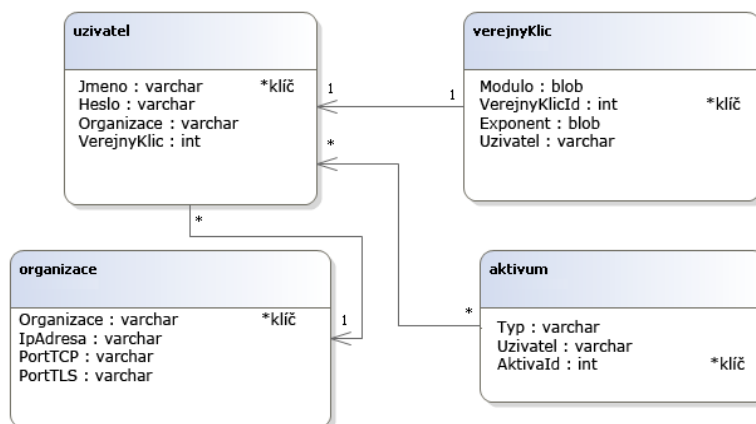 uzivatel
Jmeno : varchar *klíč
Heslo : varchar
Organizace : varchar
VerejnyKlic : int
verejnyKlic
Modulo : blob
VerejnyKlicId : int *klíč
Exponent : blob
Uzivatel : varchar
1
1
*
*
organizace
Organizace : varchar *klíč
IpAdresa : varchar
PortTCP : varchar
PortTLS : varchar
1
*
aktivum
Typ : varchar
Uzivatel : varchar
AktivaId : int *klíč